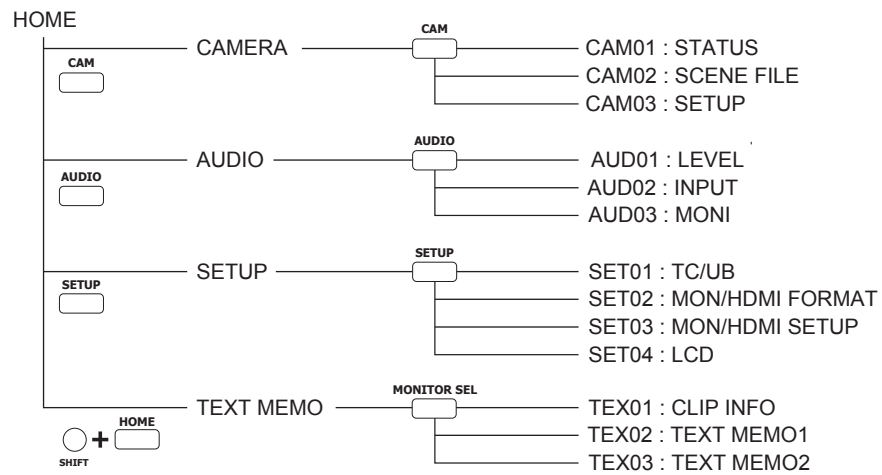 HOME
CAM
CAMERA
CAM
CAM01 : STATUS
CAM02 : SCENE FILE
CAM03 : SETUP
AUDIO
AUDIO
AUDIO
AUD01 : LEVEL
AUD02 : INPUT
AUD03 : MONI
SETUP
SETUP
SETUP
SET01 : TC/UB
SET02 : MON/HDMI FORMAT
SET03 : MON/HDMI SETUP
SET04 : LCD
SHIFT
+
HOME
TEXT MEMO
MONITOR SEL
TEX01 : CLIP INFO
TEX02 : TEXT MEMO1
TEX03 : TEXT MEMO2